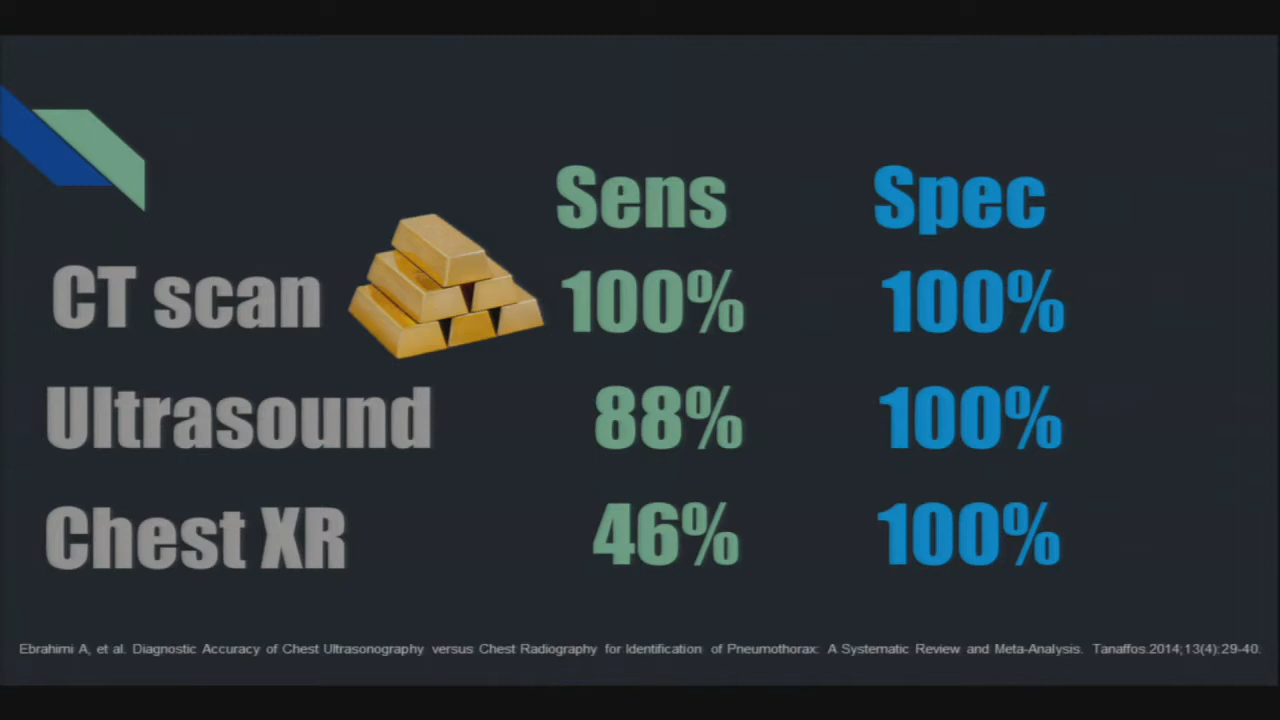 Sens Spec
CT scan 100% 100%
Ultrasound 88% 100%
Chest XR 46% 100%
Ebrahimi A, et al. Diagnostic Accuracy of Chest Ultrasonography versus Chest Radiography for Identification of Pneumothorax: A Systematic Review and Meta-Analysis. Tanaffos.2014;13(4):29-40.